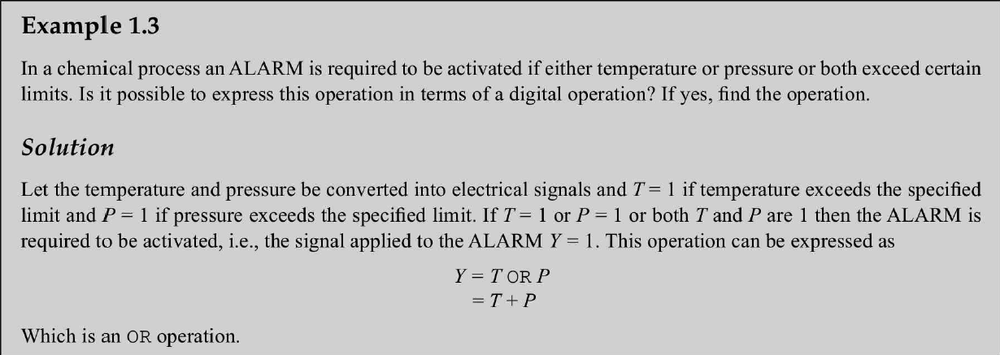 Example 1.3
In a chemical process an ALARM is required to be activated if either temperature or pressure or both exceed certain
limits. Is it possible to express this operation in terms of a digital operation? If yes, find the operation.
Solution
Let the temperature and pressure be converted into electrical signals and T = 1 if temperature exceeds the specified
limit and P = 1 if pressure exceeds the specified limit. If T = 1 or P = 1 or both T and P are 1 then the ALARM is
required to be activated, i.e., the signal applied to the ALARM Y = 1. This operation can be expressed as
Y = T OR P
= T + P
Which is an OR operation.